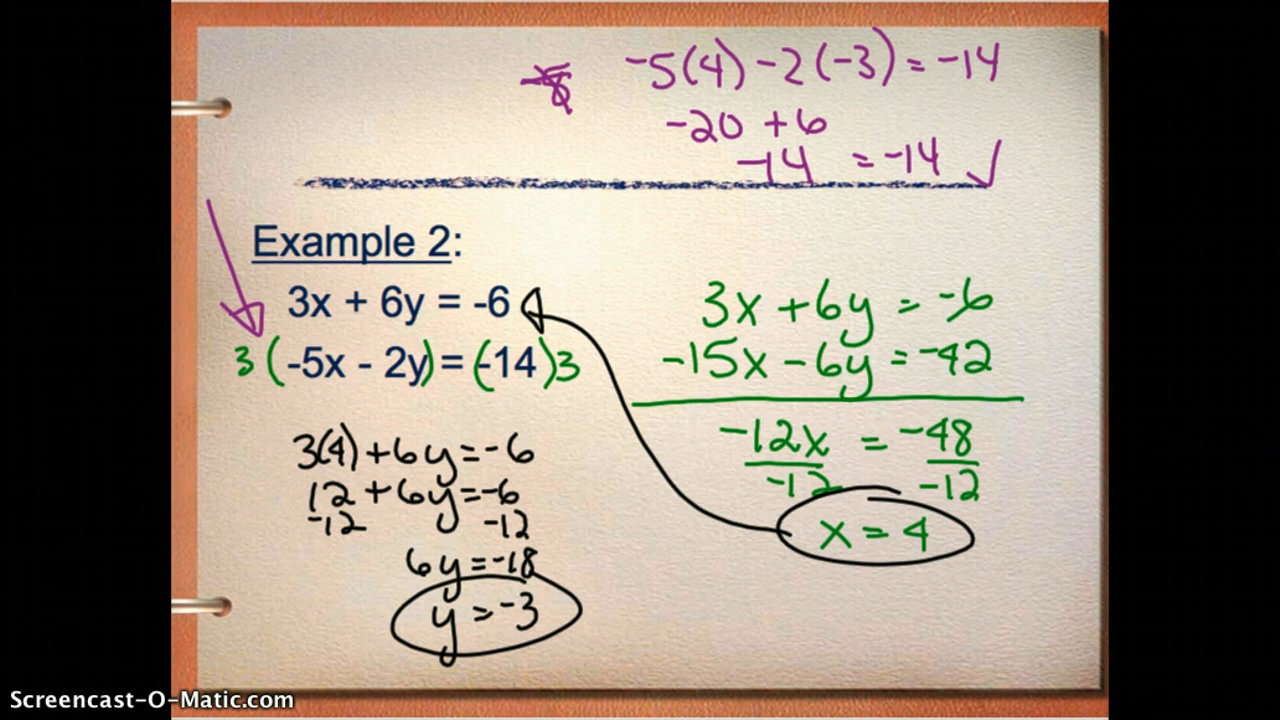 -5(4) -2(-3) = -14
-20 +6
-14 = -14 ✓
Example 2:
3x + 6y = -6
3(-5x - 2y) = (-14)3
3(4) +6y = -6
12 +6y = -6
-12 -12
6y = -18
y = -3
3x +6y = -6
-15x -6y = -42
-12x = -48
-12 -12
x = 4
Screencast-O-Matic.com